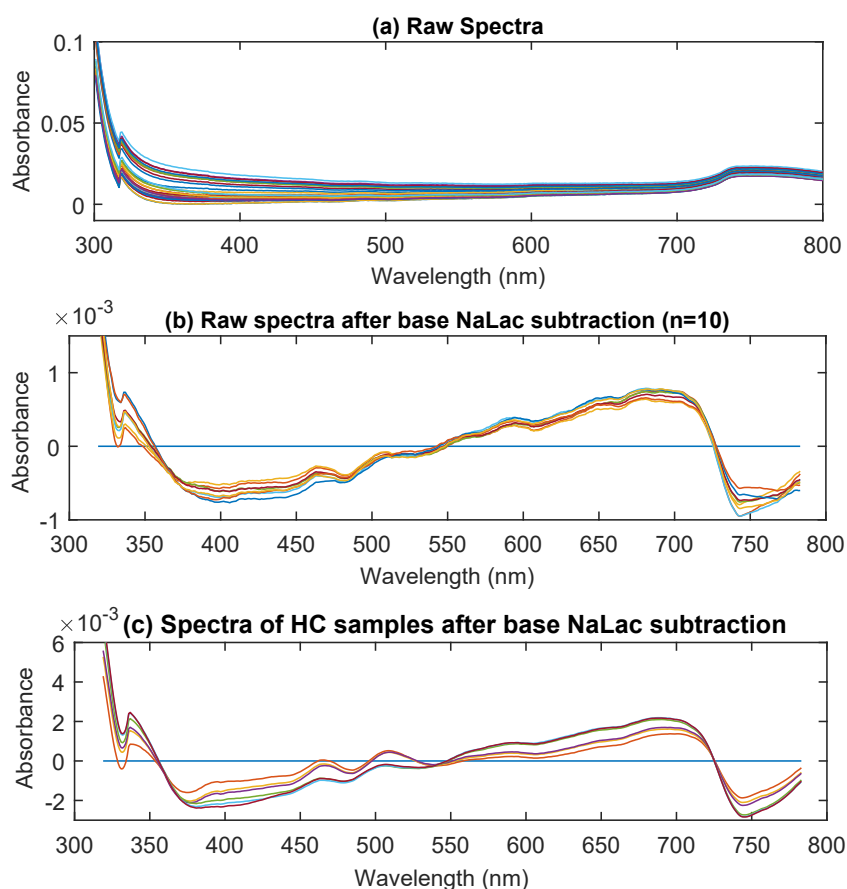 (a) Raw Spectra
0.1
0.05
0
Absorbance
300 400 500 600 700 800
Wavelength (nm)
×10-3
(b) Raw spectra after base NaLac subtraction (n=10)
1
0
-1
Absorbance
300 350 400 450 500 550 600 650 700 750 800
Wavelength (nm)
×10-3
(c) Spectra of HC samples after base NaLac subtraction
6
4
2
0
-2
Absorbance
300 350 400 450 500 550 600 650 700 750 800
Wavelength (nm)